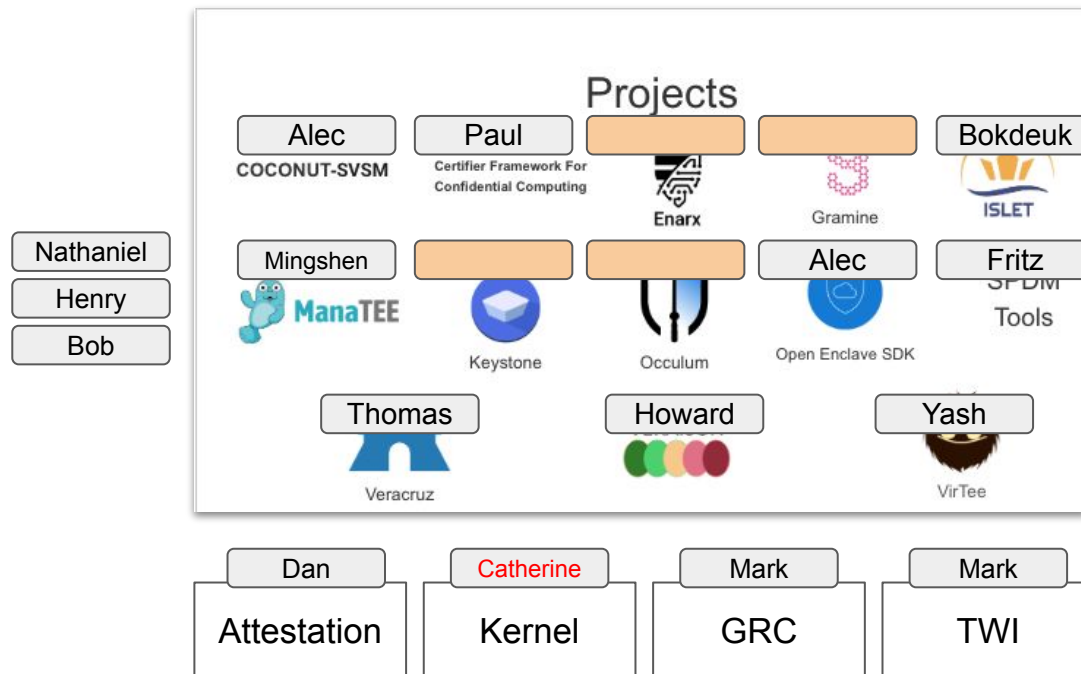 Projects
Alec
Paul
Bokdeuk
COCONUT-SVSM
Certifier Framework For
Confidential Computing
Enarx
Gramine
ISLET
Nathaniel
Henry
Bob
Mingshen
Alec
Fritz
ManaTEE
Keystone
Occulum
Open Enclave SDK
SPDM
Tools
Thomas
Howard
Yash
Veracruz
VirTee
Dan
Catherine
Mark
Mark
Attestation
Kernel
GRC
TWI